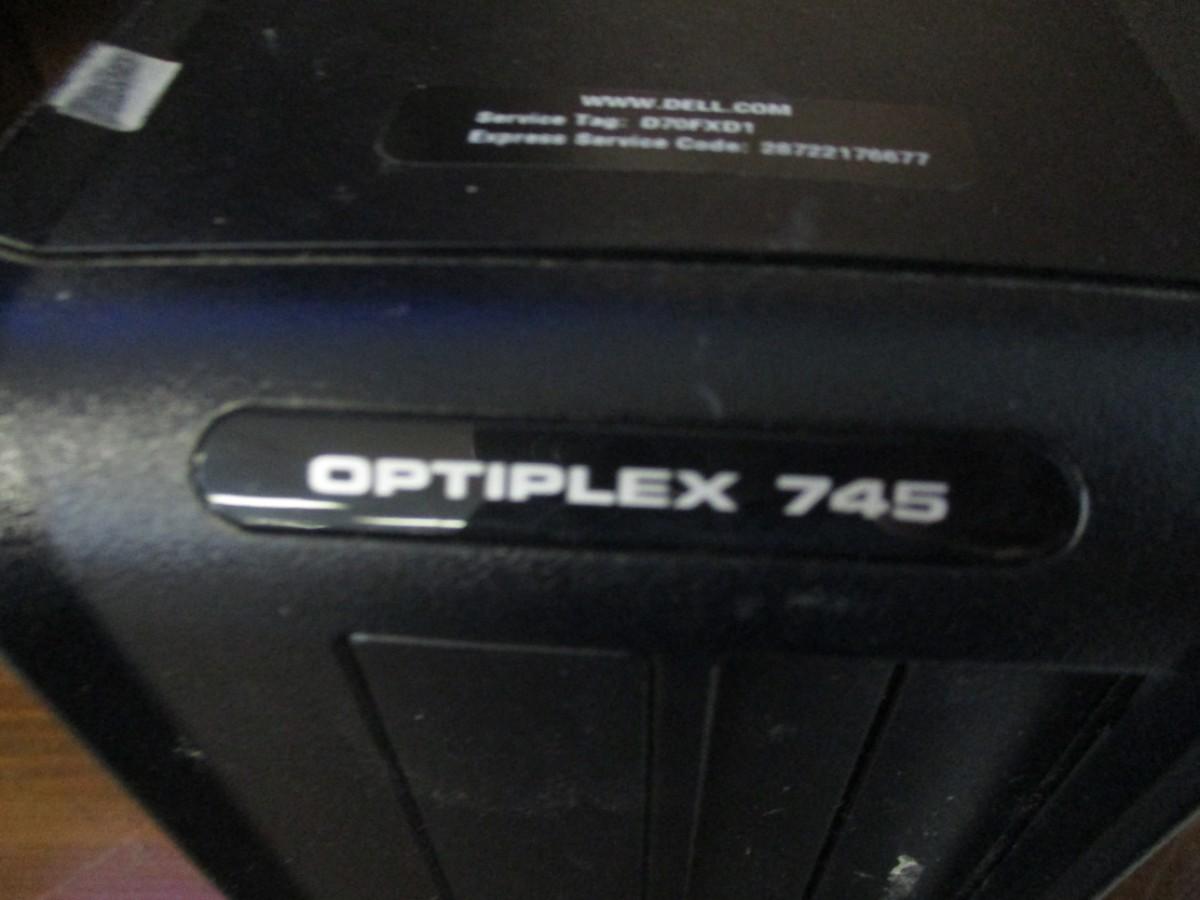 WWW.DELL.COM
Service Tag: D70FXD1
Express Service Code: 28722176677
OPTIPLEX 745